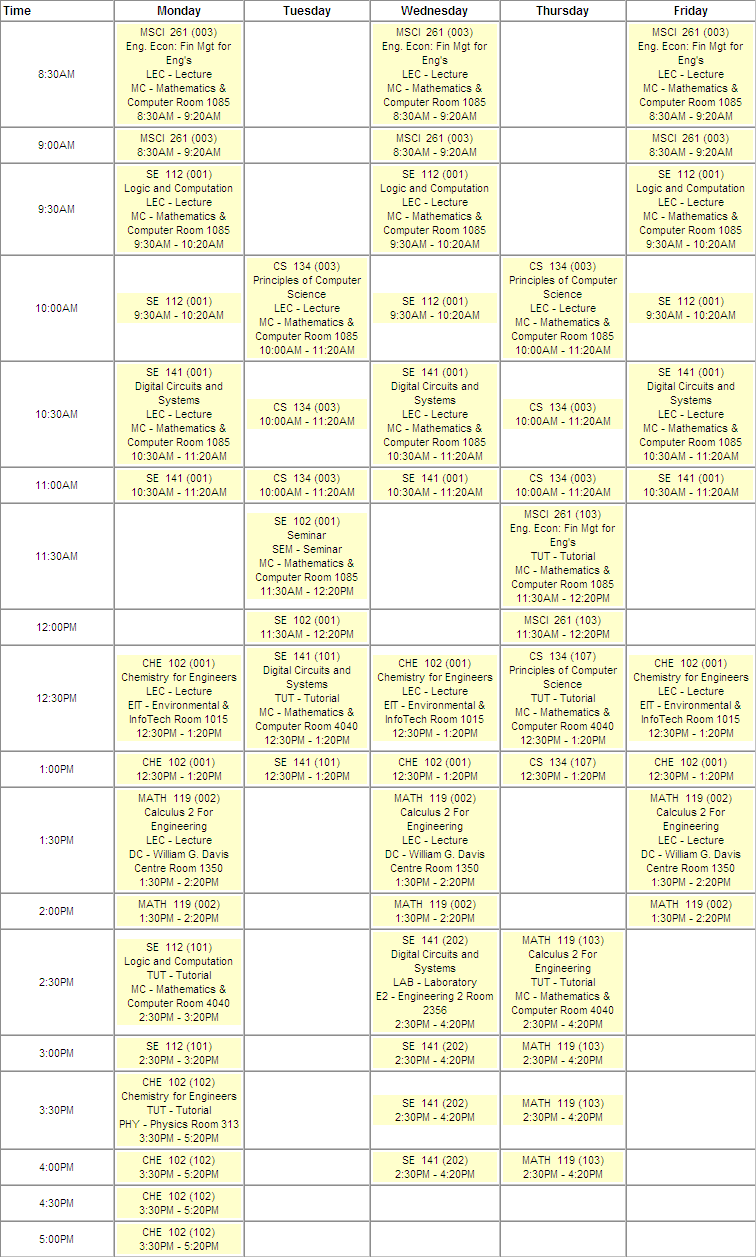 Time Monday Tuesday Wednesday Thursday Friday
8:30AM
MSCI 261 (003)
Eng. Econ: Fin Mgt for
Eng's
LEC - Lecture
MC - Mathematics &
Computer Room 1085
8:30AM - 9:20AM
MSCI 261 (003)
Eng. Econ: Fin Mgt for
Eng's
LEC - Lecture
MC - Mathematics &
Computer Room 1085
8:30AM - 9:20AM
MSCI 261 (003)
Eng. Econ: Fin Mgt for
Eng's
LEC - Lecture
MC - Mathematics &
Computer Room 1085
8:30AM - 9:20AM
9:00AM
MSCI 261 (003)
8:30AM - 9:20AM
MSCI 261 (003)
8:30AM - 9:20AM
MSCI 261 (003)
8:30AM - 9:20AM
9:30AM
SE 112 (001)
Logic and Computation
LEC - Lecture
MC - Mathematics &
Computer Room 1085
9:30AM - 10:20AM
SE 112 (001)
Logic and Computation
LEC - Lecture
MC - Mathematics &
Computer Room 1085
9:30AM - 10:20AM
SE 112 (001)
Logic and Computation
LEC - Lecture
MC - Mathematics &
Computer Room 1085
9:30AM - 10:20AM
10:00AM
SE 112 (001)
9:30AM - 10:20AM
CS 134 (003)
Principles of Computer
Science
LEC - Lecture
MC - Mathematics &
Computer Room 1085
10:00AM - 11:20AM
SE 112 (001)
9:30AM - 10:20AM
CS 134 (003)
Principles of Computer
Science
LEC - Lecture
MC - Mathematics &
Computer Room 1085
10:00AM - 11:20AM
SE 112 (001)
9:30AM - 10:20AM
10:30AM
SE 141 (001)
Digital Circuits and
Systems
LEC - Lecture
MC - Mathematics &
Computer Room 1085
10:30AM - 11:20AM
CS 134 (003)
10:00AM - 11:20AM
SE 141 (001)
Digital Circuits and
Systems
LEC - Lecture
MC - Mathematics &
Computer Room 1085
10:30AM - 11:20AM
CS 134 (003)
10:00AM - 11:20AM
SE 141 (001)
Digital Circuits and
Systems
LEC - Lecture
MC - Mathematics &
Computer Room 1085
10:30AM - 11:20AM
11:00AM
SE 141 (001)
10:30AM - 11:20AM
CS 134 (003)
10:00AM - 11:20AM
SE 141 (001)
10:30AM - 11:20AM
CS 134 (003)
10:00AM - 11:20AM
SE 141 (001)
10:30AM - 11:20AM
11:30AM
SE 102 (001)
Seminar
SEM - Seminar
MC - Mathematics &
Computer Room 1085
11:30AM - 12:20PM
MSCI 261 (103)
Eng. Econ: Fin Mgt for
Eng's
TUT - Tutorial
MC - Mathematics &
Computer Room 1085
11:30AM - 12:20PM
12:00PM
SE 102 (001)
11:30AM - 12:20PM
MSCI 261 (103)
11:30AM - 12:20PM
12:30PM
CHE 102 (001)
Chemistry for Engineers
LEC - Lecture
EIT - Environmental &
InfoTech Room 1015
12:30PM - 1:20PM
SE 141 (101)
Digital Circuits and
Systems
TUT - Tutorial
MC - Mathematics &
Computer Room 4040
12:30PM - 1:20PM
CHE 102 (001)
Chemistry for Engineers
LEC - Lecture
EIT - Environmental &
InfoTech Room 1015
12:30PM - 1:20PM
CS 134 (107)
Principles of Computer
Science
TUT - Tutorial
MC - Mathematics &
Computer Room 4040
12:30PM - 1:20PM
CHE 102 (001)
Chemistry for Engineers
LEC - Lecture
EIT - Environmental &
InfoTech Room 1015
12:30PM - 1:20PM
1:00PM
CHE 102 (001)
12:30PM - 1:20PM
SE 141 (101)
12:30PM - 1:20PM
CHE 102 (001)
12:30PM - 1:20PM
CS 134 (107)
12:30PM - 1:20PM
CHE 102 (001)
12:30PM - 1:20PM
1:30PM
MATH 119 (002)
Calculus 2 For
Engineering
LEC - Lecture
DC - William G. Davis
Centre Room 1350
1:30PM - 2:20PM
MATH 119 (002)
Calculus 2 For
Engineering
LEC - Lecture
DC - William G. Davis
Centre Room 1350
1:30PM - 2:20PM
MATH 119 (002)
Calculus 2 For
Engineering
LEC - Lecture
DC - William G. Davis
Centre Room 1350
1:30PM - 2:20PM
2:00PM
MATH 119 (002)
1:30PM - 2:20PM
MATH 119 (002)
1:30PM - 2:20PM
MATH 119 (002)
1:30PM - 2:20PM
2:30PM
SE 112 (101)
Logic and Computation
TUT - Tutorial
MC - Mathematics &
Computer Room 4040
2:30PM - 3:20PM
SE 141 (202)
Digital Circuits and
Systems
LAB - Laboratory
E2 - Engineering 2 Room
2356
2:30PM - 4:20PM
MATH 119 (103)
Calculus 2 For
Engineering
TUT - Tutorial
MC - Mathematics &
Computer Room 4040
2:30PM - 4:20PM
3:00PM
SE 112 (101)
2:30PM - 3:20PM
SE 141 (202)
2:30PM - 4:20PM
MATH 119 (103)
2:30PM - 4:20PM
3:30PM
CHE 102 (102)
Chemistry for Engineers
TUT - Tutorial
PHY - Physics Room 313
3:30PM - 5:20PM
SE 141 (202)
2:30PM - 4:20PM
MATH 119 (103)
2:30PM - 4:20PM
4:00PM
CHE 102 (102)
3:30PM - 5:20PM
SE 141 (202)
2:30PM - 4:20PM
MATH 119 (103)
2:30PM - 4:20PM
4:30PM
CHE 102 (102)
3:30PM - 5:20PM
5:00PM
CHE 102 (102)
3:30PM - 5:20PM